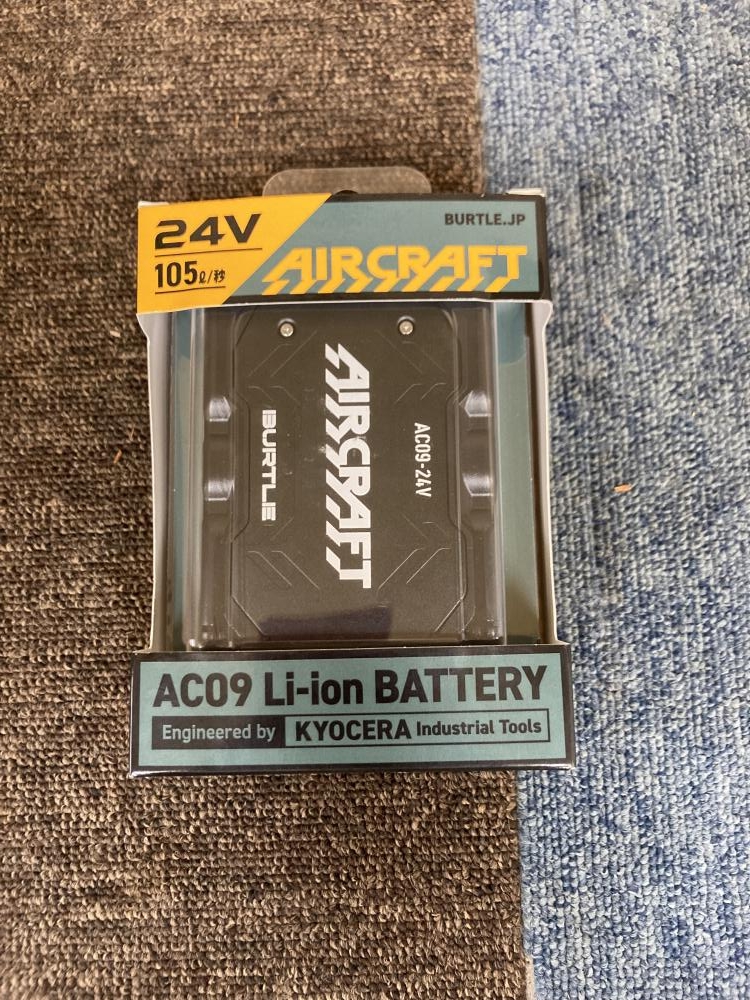 24V
105ℓ/秒
BURTLE.JP
AIRCRAFT
AIRCRAFT
BURTLE
AC09-24V
AC09 Li-ion BATTERY
Engineered by KYOCERA Industrial Tools